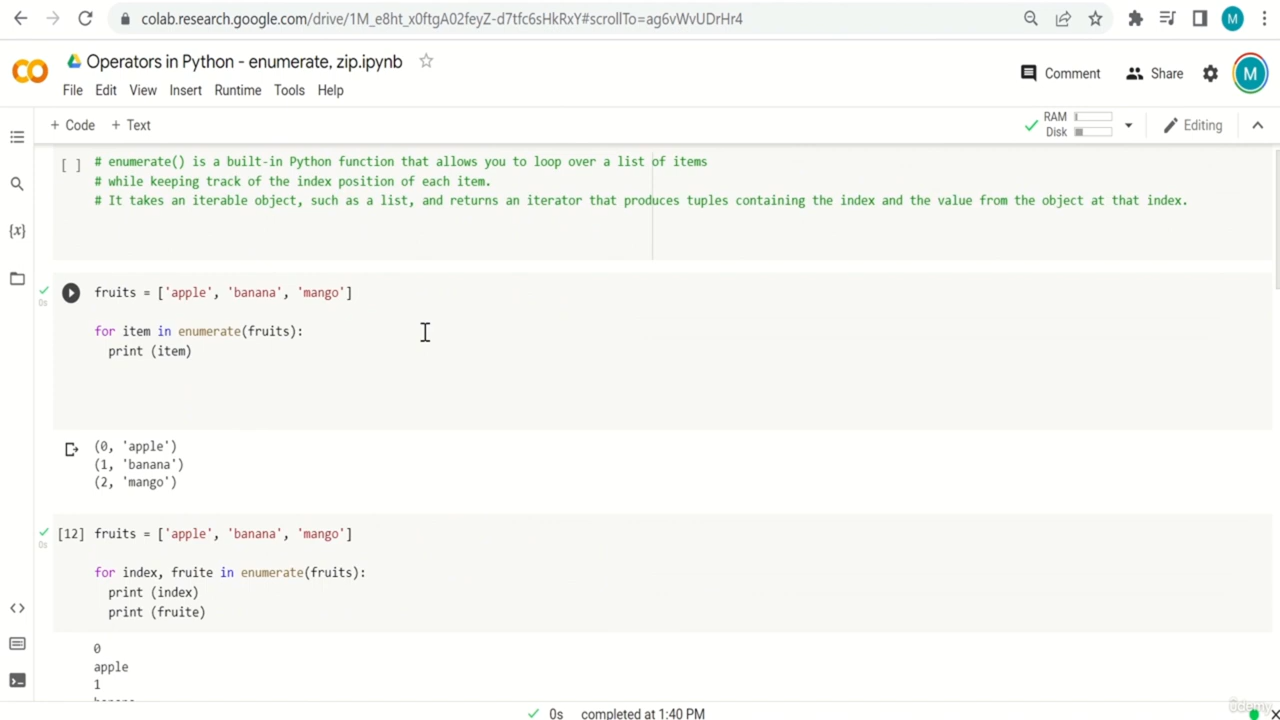 colab.research.google.com/drive/1M_e8ht_x0ftgA02feyZ-d7tfc6sHkRxY#scrollTo=ag6vWvUDrHr4
M
CO
Operators in Python - enumerate, zip.ipynb
File Edit View Insert Runtime Tools Help
Comment Share M
+ Code + Text
RAM
Disk
Editing
[ ] # enumerate() is a built-in Python function that allows you to loop over a list of items
# while keeping track of the index position of each item.
# It takes an iterable object, such as a list, and returns an iterator that produces tuples containing the index and the value from the object at that index.
{x}
0s
fruits = ['apple', 'banana', 'mango']
for item in enumerate(fruits):
print (item)
(0, 'apple')
(1, 'banana')
(2, 'mango')
0s
[12] fruits = ['apple', 'banana', 'mango']
for index, fruite in enumerate(fruits):
print (index)
print (fruite)
0
apple
1
banana
0s completed at 1:40 PM
ûdemy